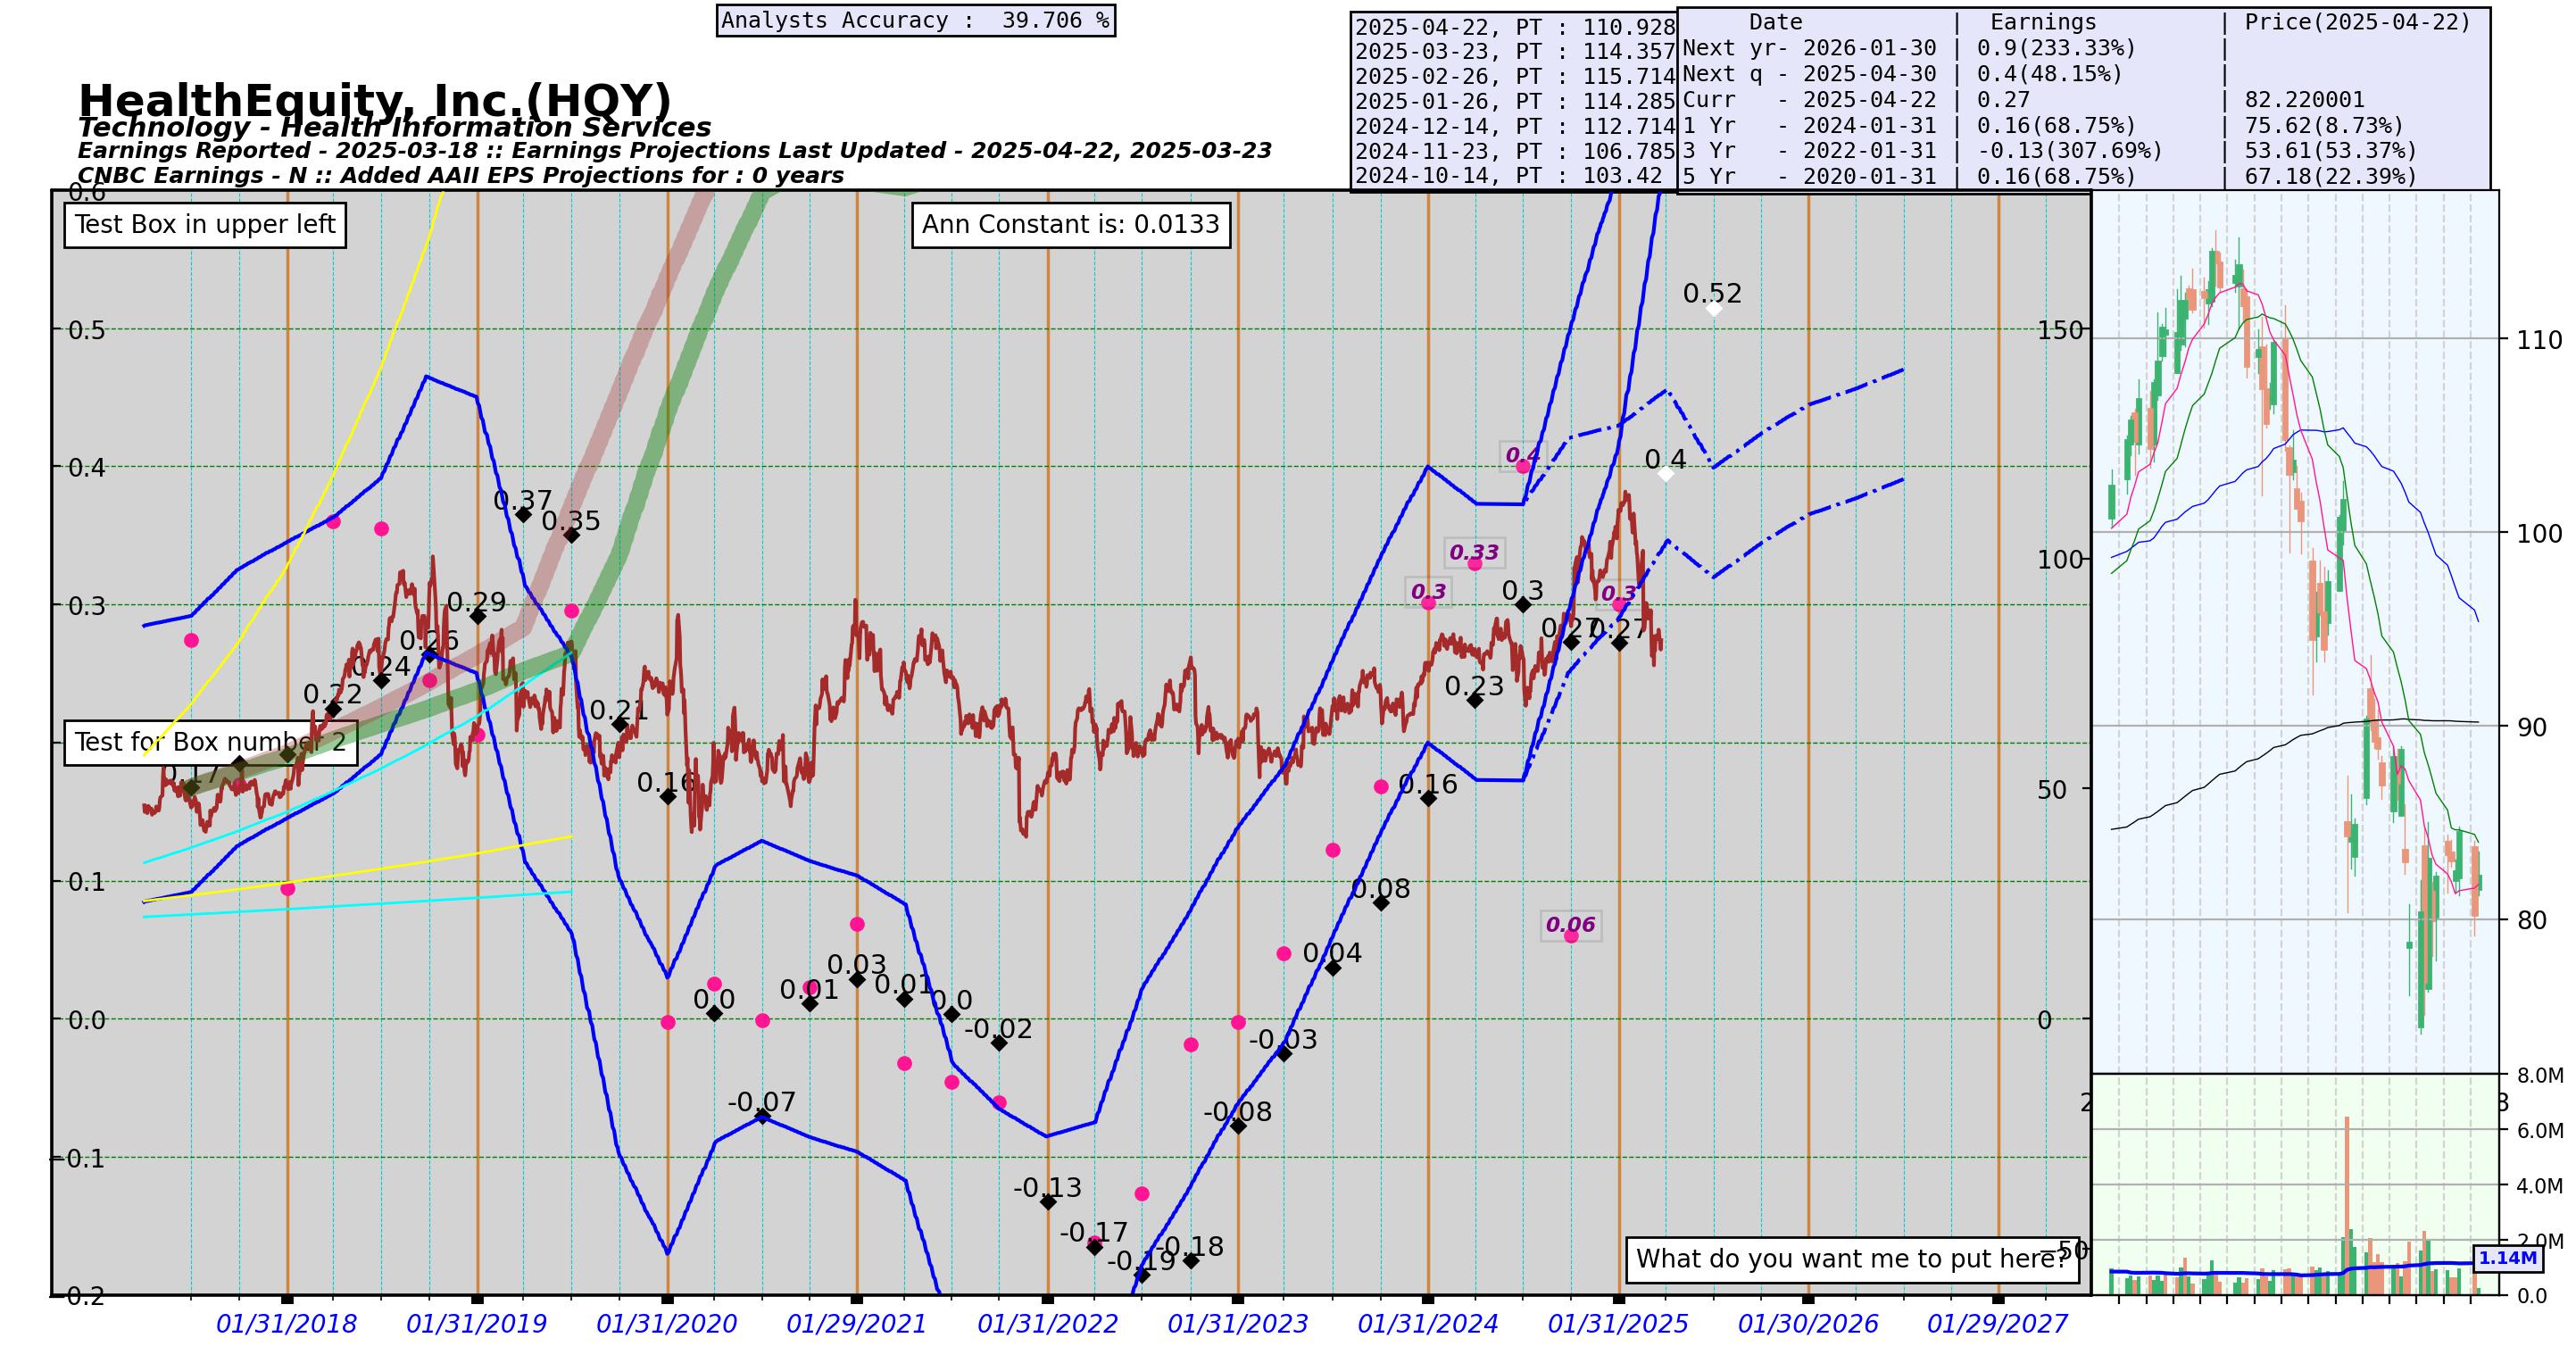 Analysts Accuracy :  39.706 %
2025-04-22, PT : 110.928
2025-03-23, PT : 114.357
2025-02-26, PT : 115.714
2025-01-26, PT : 114.285
2024-12-14, PT : 112.714
2024-11-23, PT : 106.785
2024-10-14, PT : 103.42
Date | Earnings | Price(2025-04-22)
Next yr- 2026-01-30 | 0.9(233.33%) |
Next q - 2025-04-30 | 0.4(48.15%) |
Curr - 2025-04-22 | 0.27 | 82.220001
1 Yr - 2024-01-31 | 0.16(68.75%) | 75.62(8.73%)
3 Yr - 2022-01-31 | -0.13(307.69%) | 53.61(53.37%)
5 Yr - 2020-01-31 | 0.16(68.75%) | 67.18(22.39%)
HealthEquity, Inc.(HQY)
Technology - Health Information Services
Earnings Reported - 2025-03-18 :: Earnings Projections Last Updated - 2025-04-22, 2025-03-23
CNBC Earnings - N :: Added AAII EPS Projections for : 0 years
Test Box in upper left
Ann Constant is: 0.0133
Test for Box number 2
What do you want me to put here?
0.6
0.5
0.4
0.3
0.1
0.0
−0.1
−0.2
0.17
0.22
0.24
0.26
0.29
0.37
0.35
0.21
0.16
0.0
-0.07
0.01
0.03
0.01
0.0
-0.02
-0.13
-0.17
-0.19
-0.18
-0.08
-0.03
0.04
0.08
0.16
0.23
0.3
0.27
0.27
0.4
0.52
0.3
0.33
0.4
0.06
0.3
150
100
50
0
−50
110
100
90
80
8.0M
6.0M
4.0M
2.0M
0.0
1.14M
01/31/2018
01/31/2019
01/31/2020
01/29/2021
01/31/2022
01/31/2023
01/31/2024
01/31/2025
01/30/2026
01/29/2027